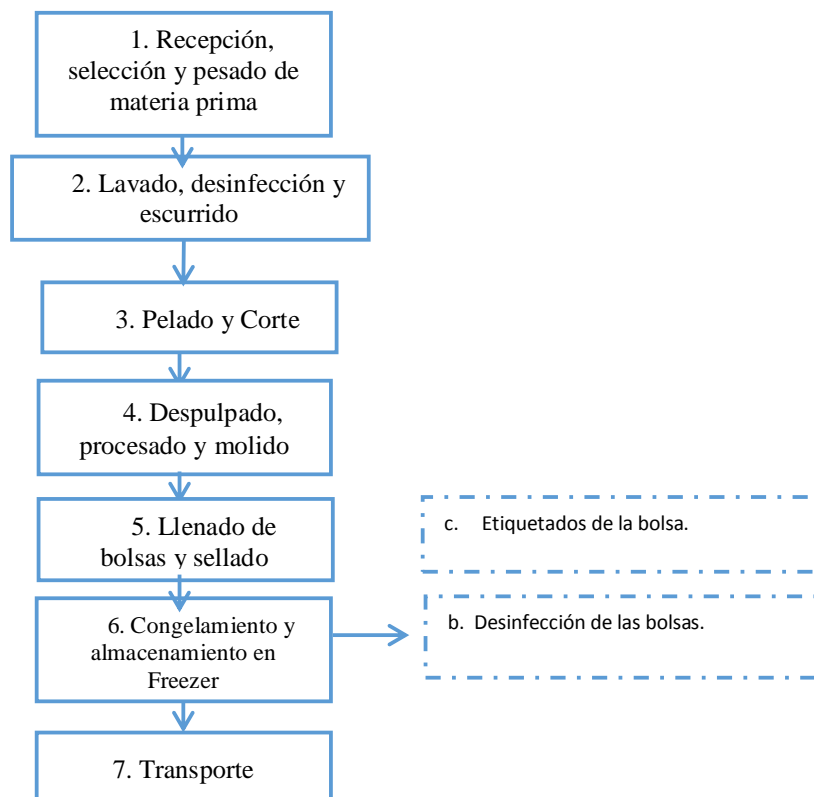 1. Recepción,
selección y pesado de
materia prima
2. Lavado, desinfección y
escurrido
3. Pelado y Corte
4. Despulpado,
procesado y molido
5. Llenado de
bolsas y sellado
c. Etiquetados de la bolsa.
6. Congelamiento y
almacenamiento en
Freezer
b. Desinfección de las bolsas.
7. Transporte